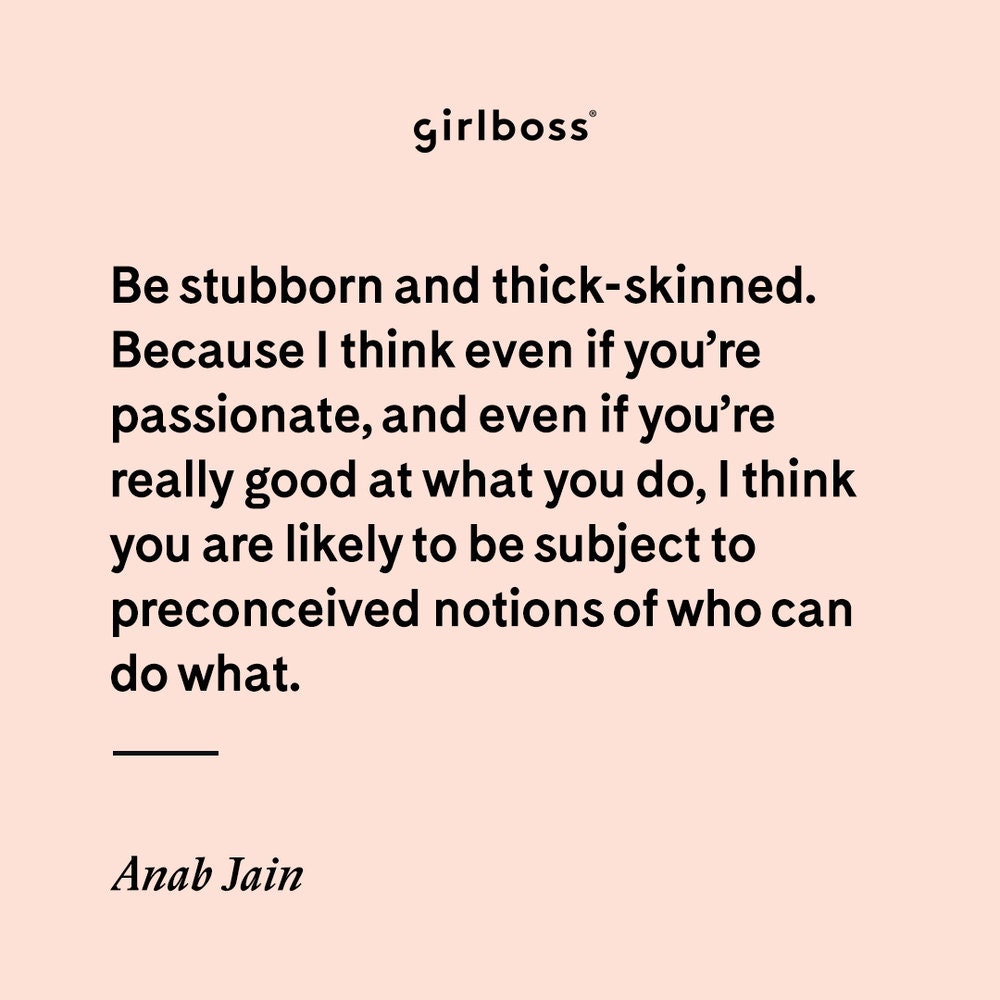 girlboss®
Be stubborn and thick-skinned.
Because I think even if you’re
passionate, and even if you’re
really good at what you do, I think
you are likely to be subject to
preconceived notions of who can
do what.
Anab Jain